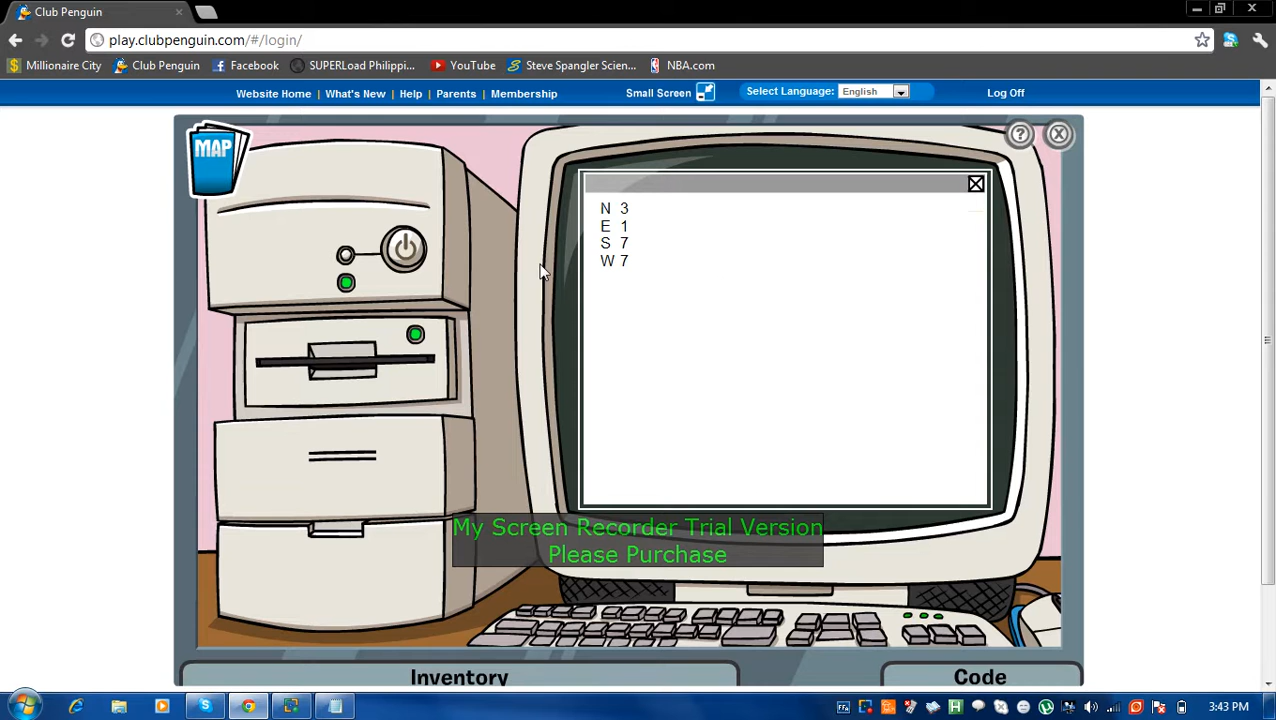 Club Penguin
play.clubpenguin.com/#/login/
Millionaire City Club Penguin Facebook SUPERLoad Philippi... YouTube Steve Spangler Scien... NBA.com
Website Home | What's New | Help | Parents | Membership Small Screen Select Language: English Log Off
MAP
?
N 3
E 1
S 7
W 7
My Screen Recorder Trial Version
Please Purchase
Inventory Code
3:43 PM